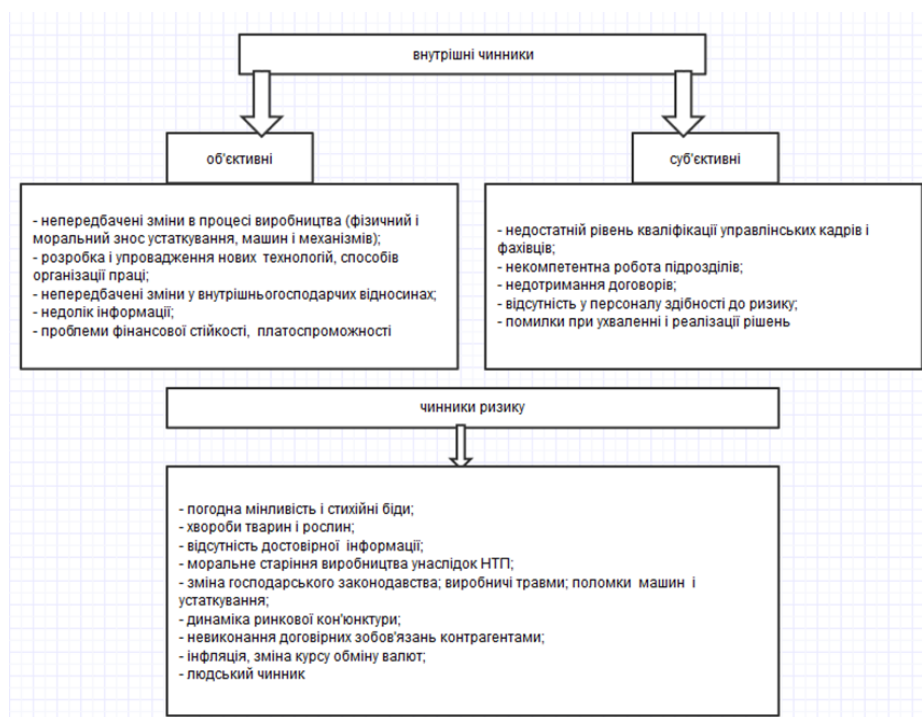 внутрішні чинники
об'єктивні
- непередбачені зміни в процесі виробництва (фізичний і
моральний знос устаткування, машин і механізмів);
- розробка і упровадження нових технологій, способів
організації праці;
- непередбачені зміни у внутрішньогосподарчих відносинах;
- недолік інформації;
- проблеми фінансової стійкості, платоспроможності
суб'єктивні
- недостатній рівень кваліфікації управлінських кадрів і
фахівців;
- некомпетентна робота підрозділів;
- недотримання договорів;
- відсутність у персоналу здібності до ризику;
- помилки при ухваленні і реалізації рішень
чинники ризику
- погодна мінливість і стихійні біди;
- хвороби тварин і рослин;
- відсутність достовірної інформації;
- моральне старіння виробництва унаслідок НТП;
- зміна господарського законодавства; виробничі травми; поломки машин і
устаткування;
- динаміка ринкової кон'юнктури;
- невиконання договірних зобов'язань контрагентами;
- інфляція, зміна курсу обміну валют;
- людський чинник